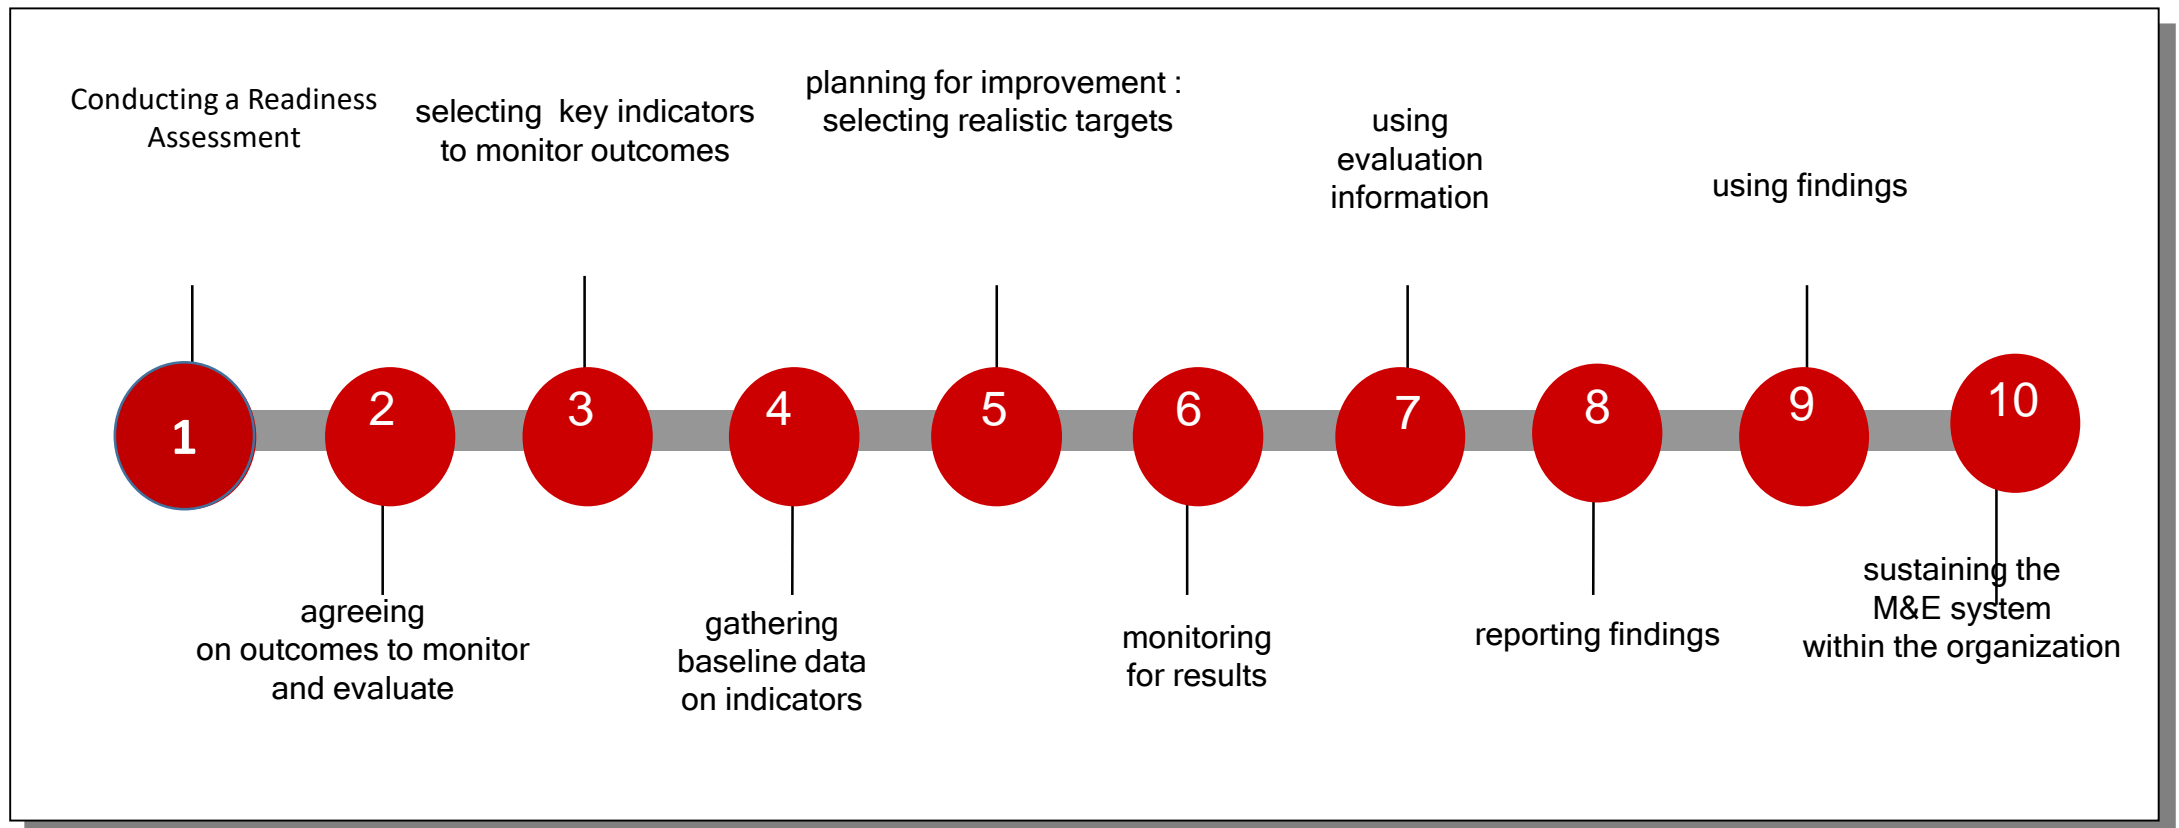 Conducting a Readiness
Assessment
selecting  key indicators
to monitor outcomes
planning for improvement :
selecting realistic targets
using
evaluation
information
using findings
1
2
3
4
5
6
7
8
9
10
agreeing
on outcomes to monitor
and evaluate
gathering
baseline data
on indicators
monitoring
for results
reporting findings
sustaining the
M&E system
within the organization